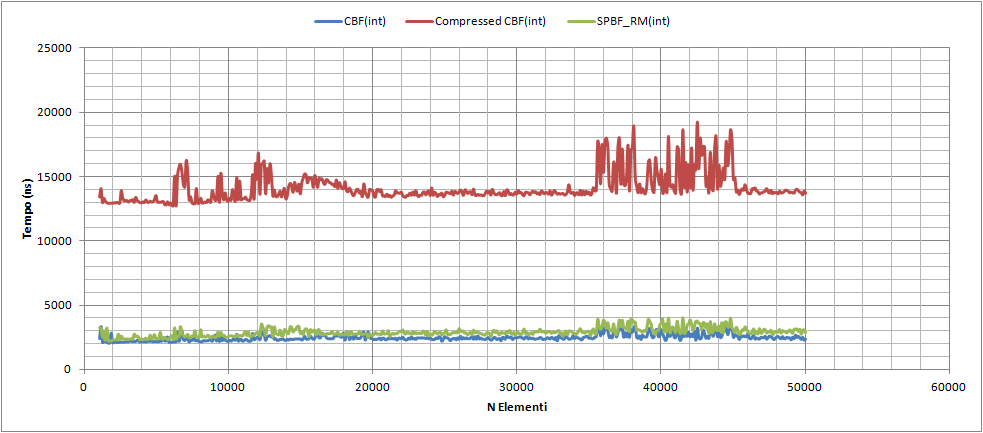 CBF(int) Compressed CBF(int) SPBF_RM(int)
25000
20000
15000
10000
5000
0
Tempo (ns)
0 10000 20000 30000 40000 50000 60000
N Elementi